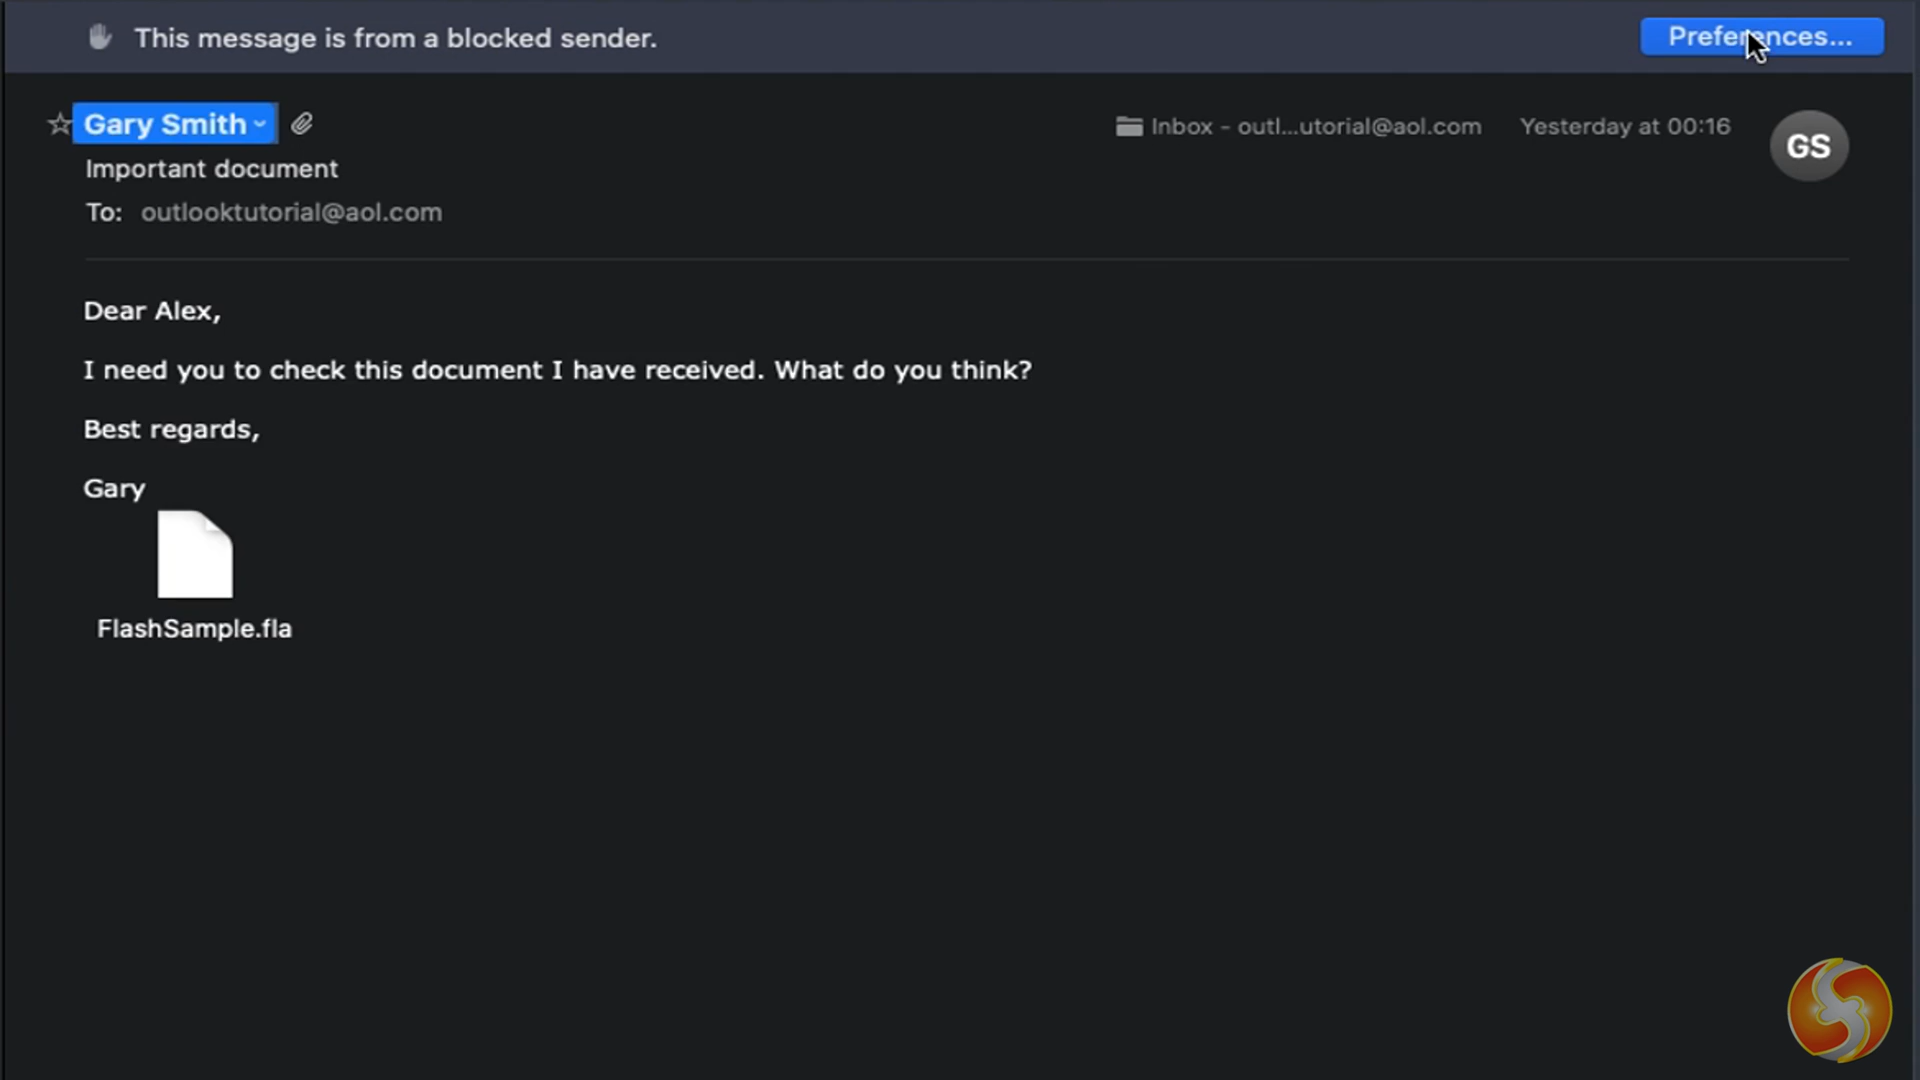 This message is from a blocked sender.
Preferences...
Gary Smith
Inbox - outl...utorial@aol.com
Yesterday at 00:16
GS
Important document
To: outlooktutorial@aol.com
Dear Alex,
I need you to check this document I have received. What do you think?
Best regards,
Gary
FlashSample.fla